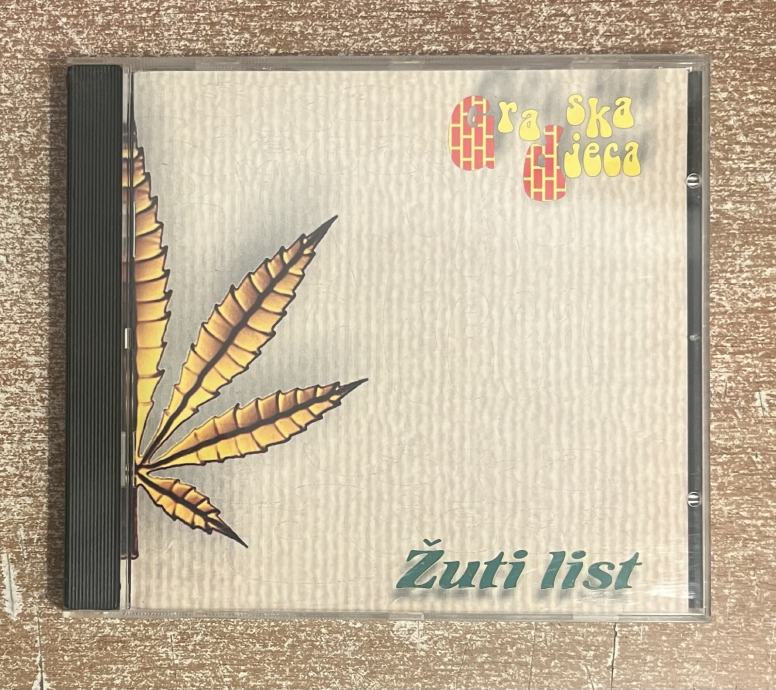 Gradska
djeca
Žuti list